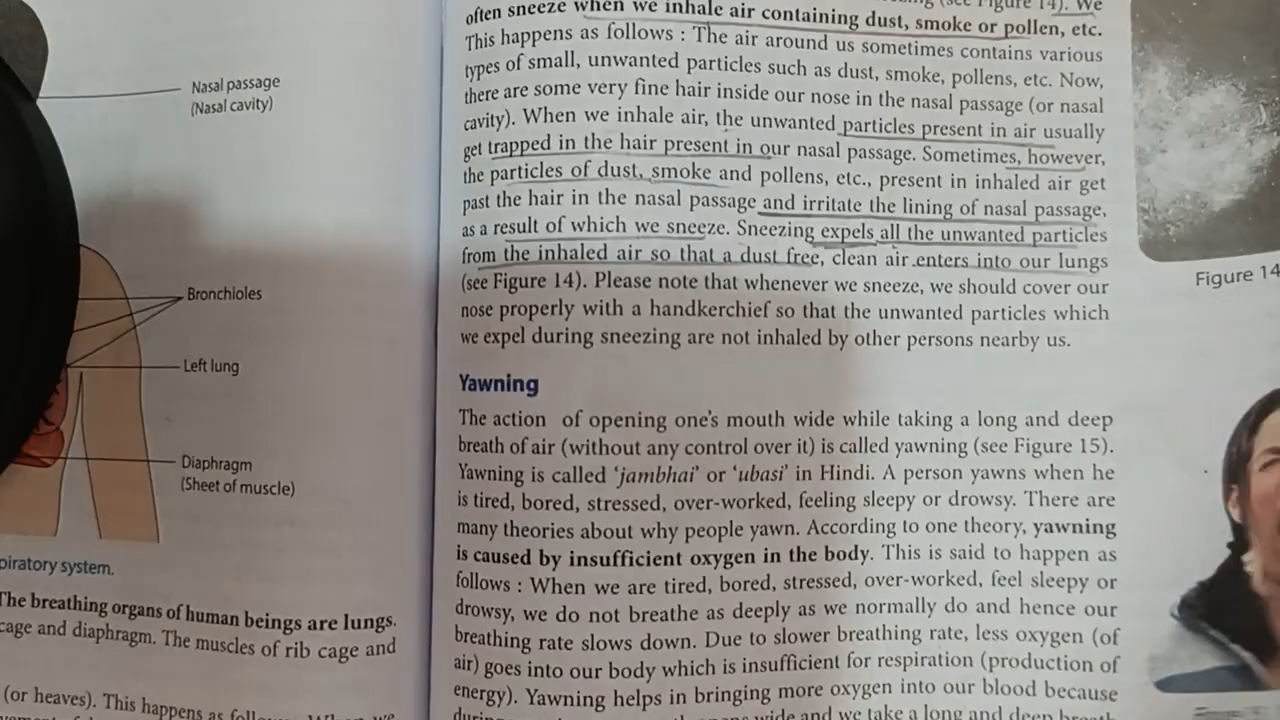 Nasal passage
(Nasal cavity)
Bronchioles
Left lung
Diaphragm
(Sheet of muscle)
piratory system.
The breathing organs of human beings are lungs.
cage and diaphragm. The muscles of rib cage and
(or heaves). This happens as
(see Figure 14). We
often sneeze when we inhale air containing dust, smoke or pollen, etc.
This happens as follows : The air around us sometimes contains various
types of small, unwanted particles such as dust, smoke, pollens, etc. Now,
there are some very fine hair inside our nose in the nasal passage (or nasal
cavity). When we inhale air, the unwanted particles present in air usually
get trapped in the hair present in our nasal passage. Sometimes, however,
the particles of dust, smoke and pollens, etc., present in inhaled air get
past the hair in the nasal passage and irritate the lining of nasal passage,
as a result of which we sneeze. Sneezing expels all the unwanted particles
from the inhaled air so that a dust free, clean air enters into our lungs
(see Figure 14). Please note that whenever we sneeze, we should cover our
nose properly with a handkerchief so that the unwanted particles which
we expel during sneezing are not inhaled by other persons nearby us.
Yawning
The action of opening one's mouth wide while taking a long and deep
breath of air (without any control over it) is called yawning (see Figure 15).
Yawning is called 'jambhai' or 'ubasi' in Hindi. A person yawns when he
is tired, bored, stressed, over-worked, feeling sleepy or drowsy. There are
many theories about why people yawn. According to one theory, yawning
is caused by insufficient oxygen in the body. This is said to happen as
follows : When we are tired, bored, stressed, over-worked, feel sleepy or
drowsy, we do not breathe as deeply as we normally do and hence our
breathing rate slows down. Due to slower breathing rate, less oxygen (of
air) goes into our body which is insufficient for respiration (production of
energy). Yawning helps in bringing more oxygen into our blood because
wide and we take a long and deep breath
Figure 14